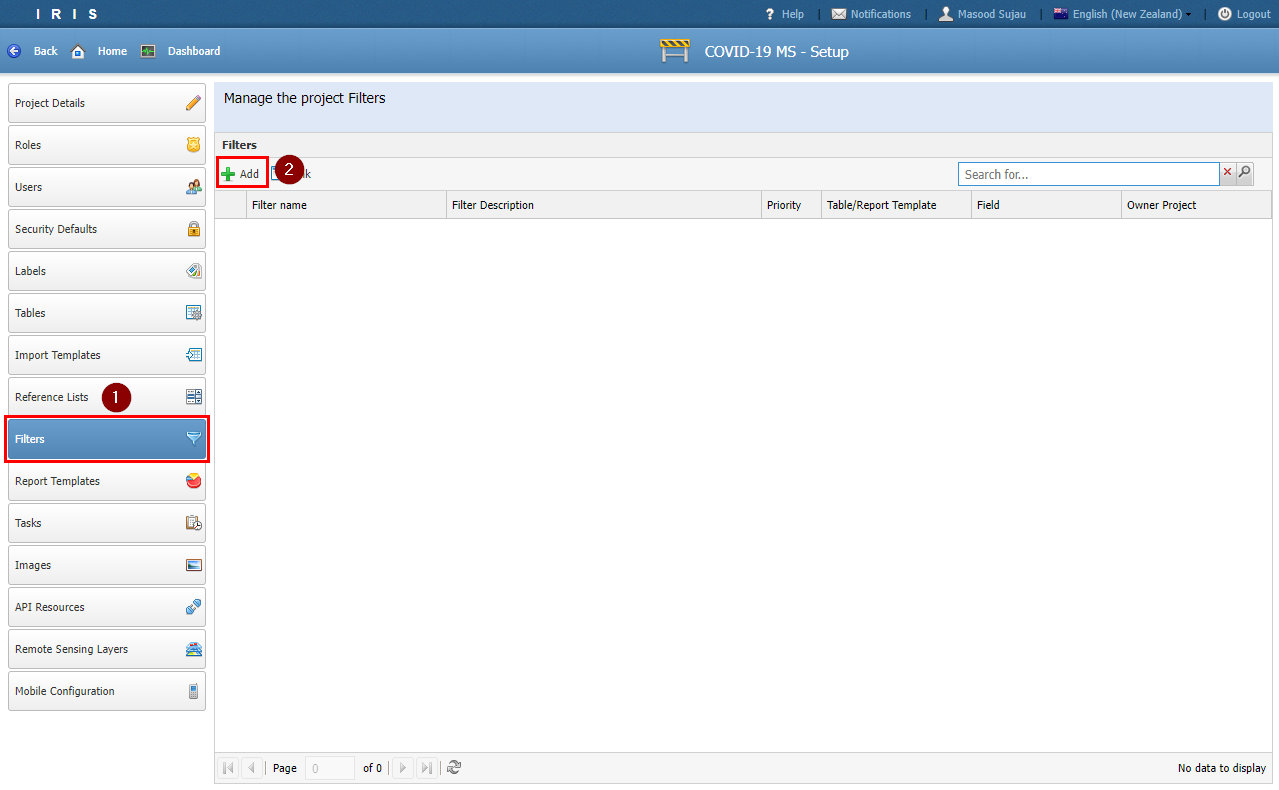 I R I S
? Help
Notifications
Masood Sujau
English (New Zealand)
Logout
Back
Home
Dashboard
COVID-19 MS - Setup
Project Details
Roles
Users
Security Defaults
Labels
Tables
Import Templates
Reference Lists
1
Filters
Report Templates
Tasks
Images
API Resources
Remote Sensing Layers
Mobile Configuration
Manage the project Filters
Filters
Add
2
Search for...
Filter name
Filter Description
Priority
Table/Report Template
Field
Owner Project
Page
0
of 0
No data to display